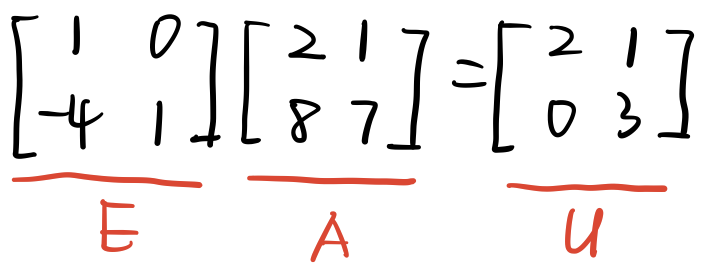 [ 1 0 ] [ 2 1 ] = [ 2 1 ]
[ -4 1 ] [ 8 7 ] [ 0 3 ]
E A U